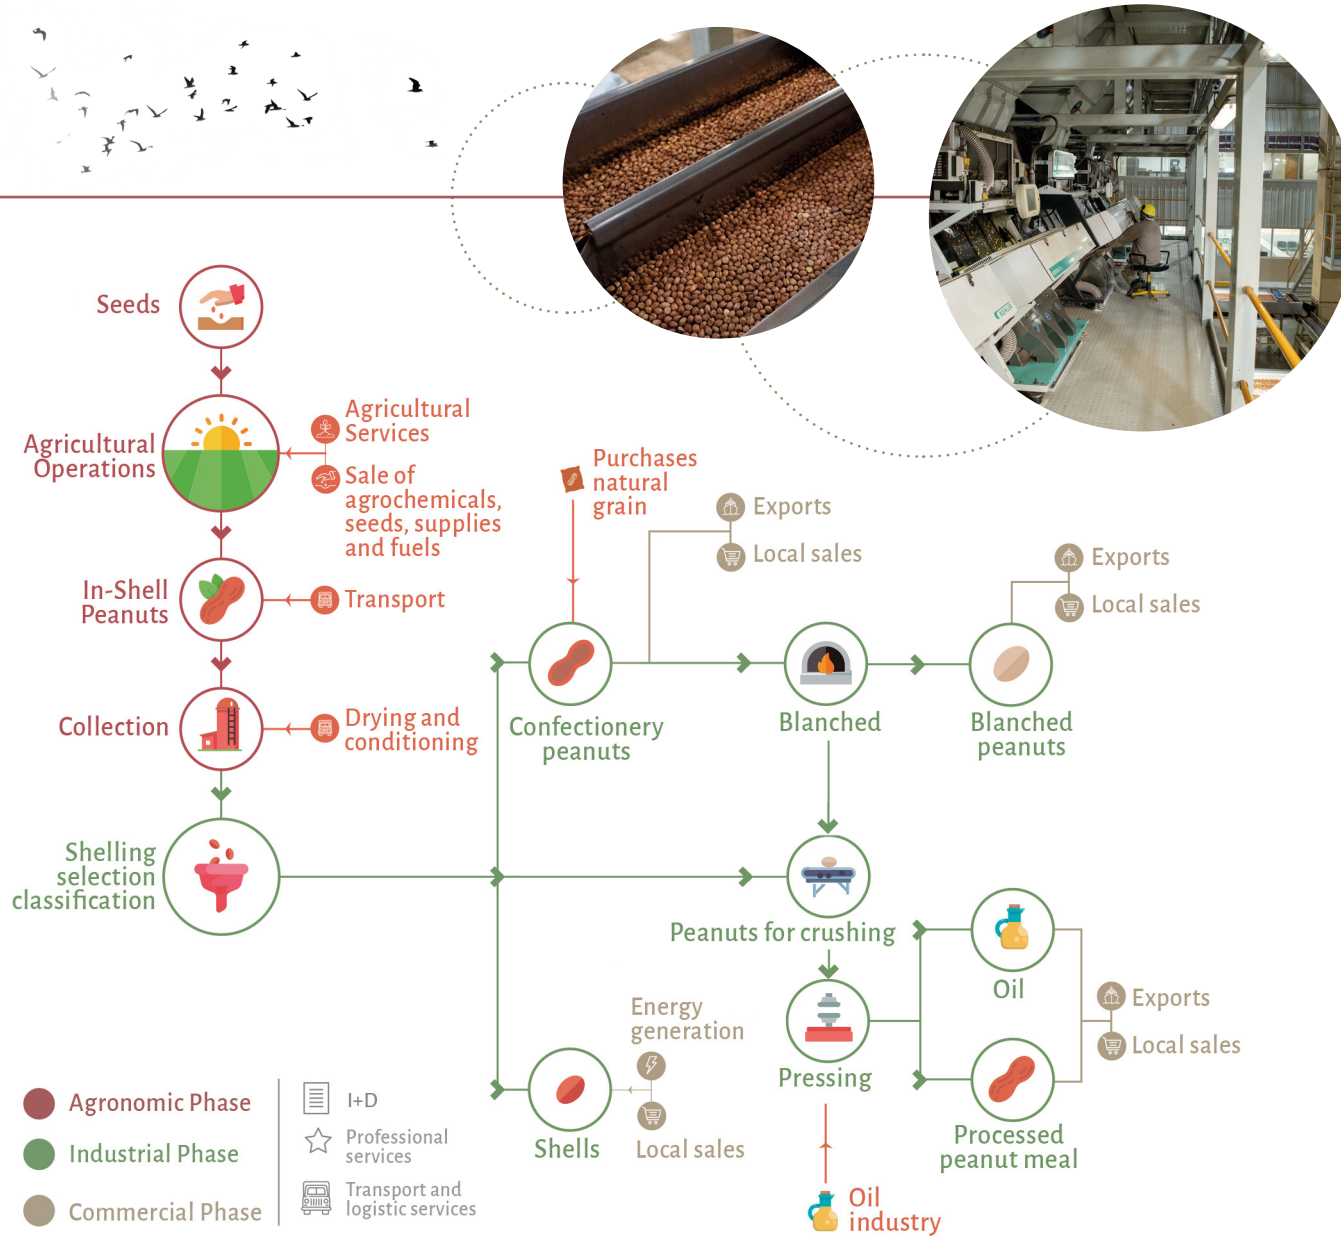 Seeds
Agricultural
Operations
Agricultural
Services
Sale of
agrochemicals,
seeds, supplies
and fuels
In-Shell
Peanuts
Transport
Collection
Drying and
conditioning
Shelling
selection
classification
Purchases
natural
grain
Exports
Local sales
Confectionery
peanuts
Blanched
Exports
Local sales
Blanched
peanuts
Peanuts for crushing
Pressing
Oil
industry
Oil
Processed
peanut meal
Exports
Local sales
Energy
generation
Shells
Local sales
Agronomic Phase
Industrial Phase
Commercial Phase
I+D
Professional
services
Transport and
logistic services